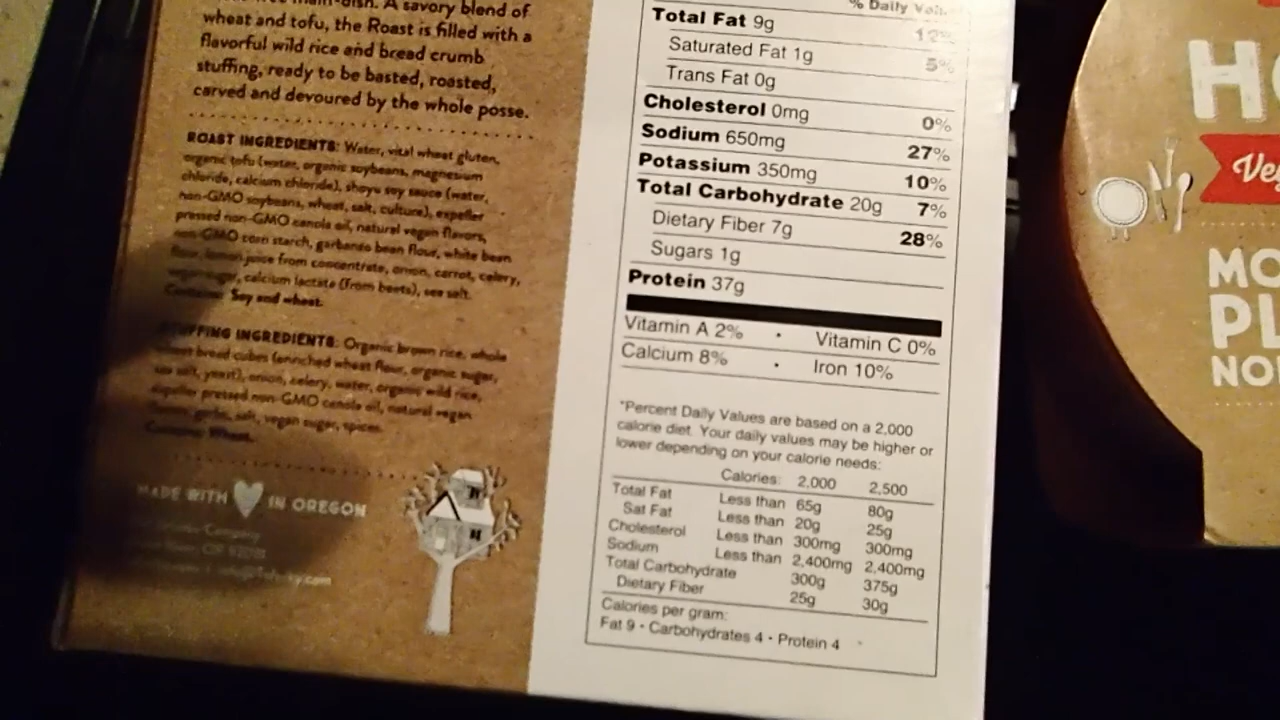 main-dish. A savory blend of
wheat and tofu, the Roast is filled with a
flavorful wild rice and bread crumb
stuffing, ready to be basted, roasted,
carved and devoured by the whole posse.
ROAST INGREDIENTS: Water, vital wheat gluten,
organic tofu (water, organic soybeans, magnesium
chloride, calcium chloride), shoyu soy sauce (water,
non-GMO soybeans, wheat, salt, culture), expeller
pressed non-GMO canola oil, natural vegan flavors,
non-GMO corn starch, garbanzo bean flour, white bean
flour, lemon juice from concentrate, onion, carrot, celery,
vegan sugar, calcium lactate (from beets), sea salt.
Contains: Soy and wheat.
STUFFING INGREDIENTS: Organic brown rice, whole
wheat bread cubes (enriched wheat flour, organic sugar,
sea salt, yeast), onion, celery, water, organic wild rice,
expeller pressed non-GMO canola oil, natural vegan
garlic, salt, vegan sugar, spices.
Contains: Wheat.
MADE WITH IN OREGON
Company
% Daily
Total Fat 9g 12%
Saturated Fat 1g 5%
Trans Fat 0g
Cholesterol 0mg 0%
Sodium 650mg 27%
Potassium 350mg 10%
Total Carbohydrate 20g 7%
Dietary Fiber 7g 28%
Sugars 1g
Protein 37g
Vitamin A 2% • Vitamin C 0%
Calcium 8% • Iron 10%
*Percent Daily Values are based on a 2,000
calorie diet. Your daily values may be higher or
lower depending on your calorie needs:
Calories: 2,000 2,500
Total Fat Less than 65g 80g
Sat Fat Less than 20g 25g
Cholesterol Less than 300mg 300mg
Sodium Less than 2,400mg 2,400mg
Total Carbohydrate 300g 375g
Dietary Fiber 25g 30g
Calories per gram:
Fat 9 • Carbohydrates 4 • Protein 4